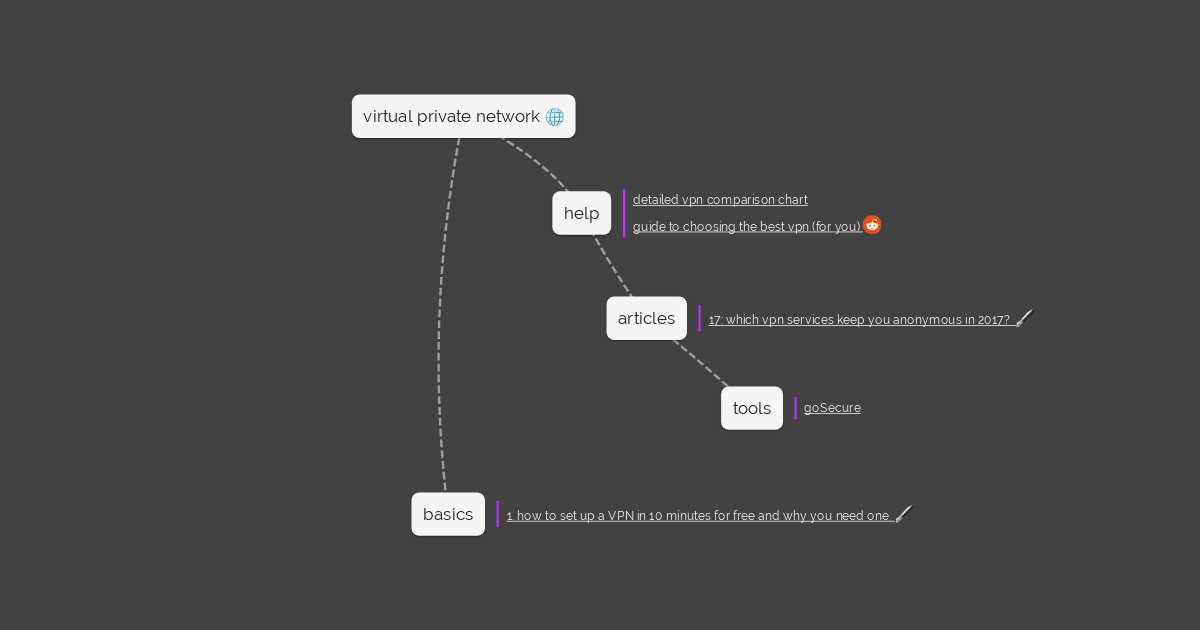 virtual private network
help
detailed vpn comparison chart
guide to choosing the best vpn (for you)
articles
17: which vpn services keep you anonymous in 2017?
tools
goSecure
basics
1. how to set up a VPN in 10 minutes for free and why you need one